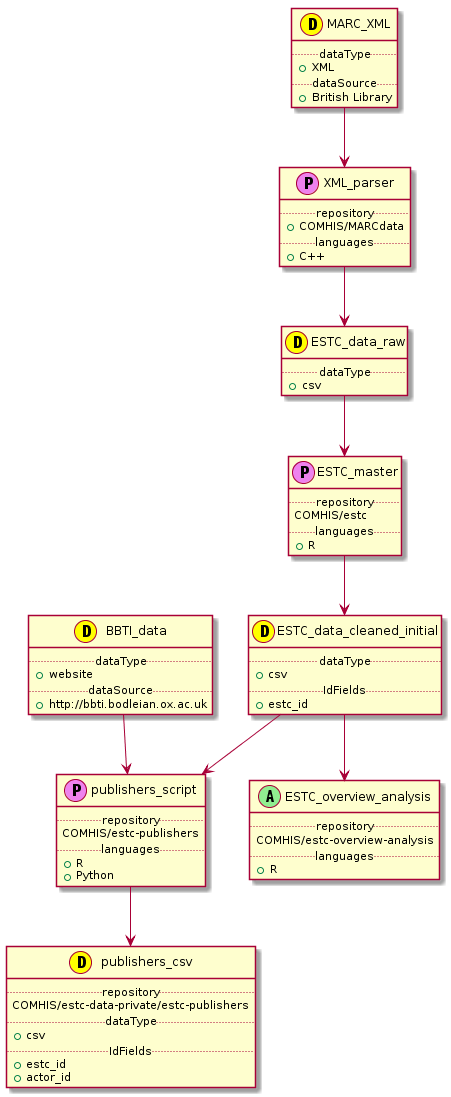 D MARC_XML
dataType
XML
dataSource
British Library
P XML_parser
repository
COMHIS/MARCdata
languages
C++
D ESTC_data_raw
dataType
csv
P ESTC_master
repository
COMHIS/estc
languages
R
D BBTI_data
dataType
website
dataSource
http://bbti.bodleian.ox.ac.uk
D ESTC_data_cleaned_initial
dataType
csv
IdFields
estc_id
P publishers_script
repository
COMHIS/estc-publishers
languages
R
Python
A ESTC_overview_analysis
repository
COMHIS/estc-overview-analysis
languages
R
D publishers_csv
repository
COMHIS/estc-data-private/estc-publishers
dataType
csv
IdFields
estc_id
actor_id